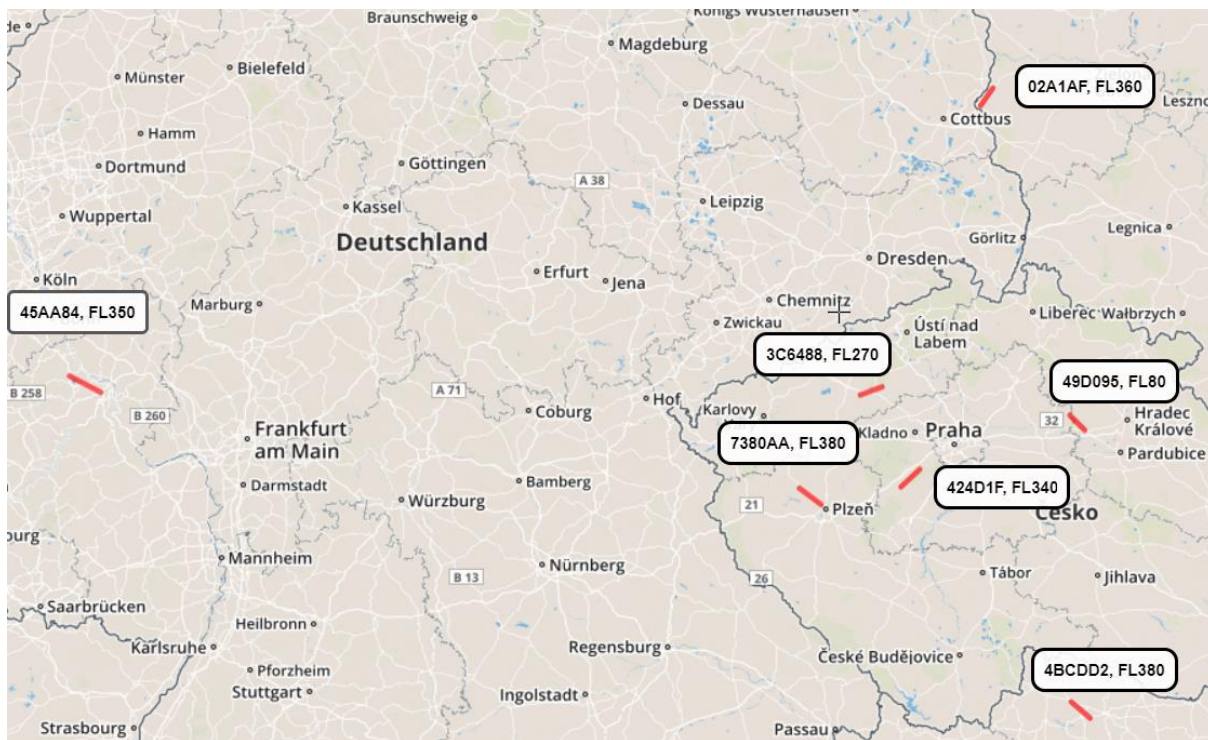 Braunschweig
Königs Wusterhausen
de
Magdeburg
Bielefeld
Münster
02A1AF, FL360
Leszno
Dessau
Cottbus
Hamm
Dortmund
Göttingen
A 38
Leipzig
Kassel
Wuppertal
Legnica
Deutschland
Görlitz
Dresden
Köln
Erfurt
Jena
Marburg
Chemnitz
45AA84, FL350
Liberec
Wałbrzych
Zwickau
Ústí nad
Labem
3C6488, FL270
49D095, FL80
B 258
A 71
Hof
Karlovy
Coburg
B 260
32
Hradec
Králové
Frankfurt
am Main
7380AA, FL380
Kladno
Praha
Pardubice
Darmstadt
Bamberg
424D1F, FL340
Würzburg
21
Plzeň
Česko
burg
Mannheim
Nürnberg
B 13
26
Tábor
Jihlava
Saarbrücken
Heilbronn
Karlsruhe
Regensburg
České Budějovice
4BCDD2, FL380
Pforzheim
Stuttgart
Ingolstadt
Strasbourg
Passau